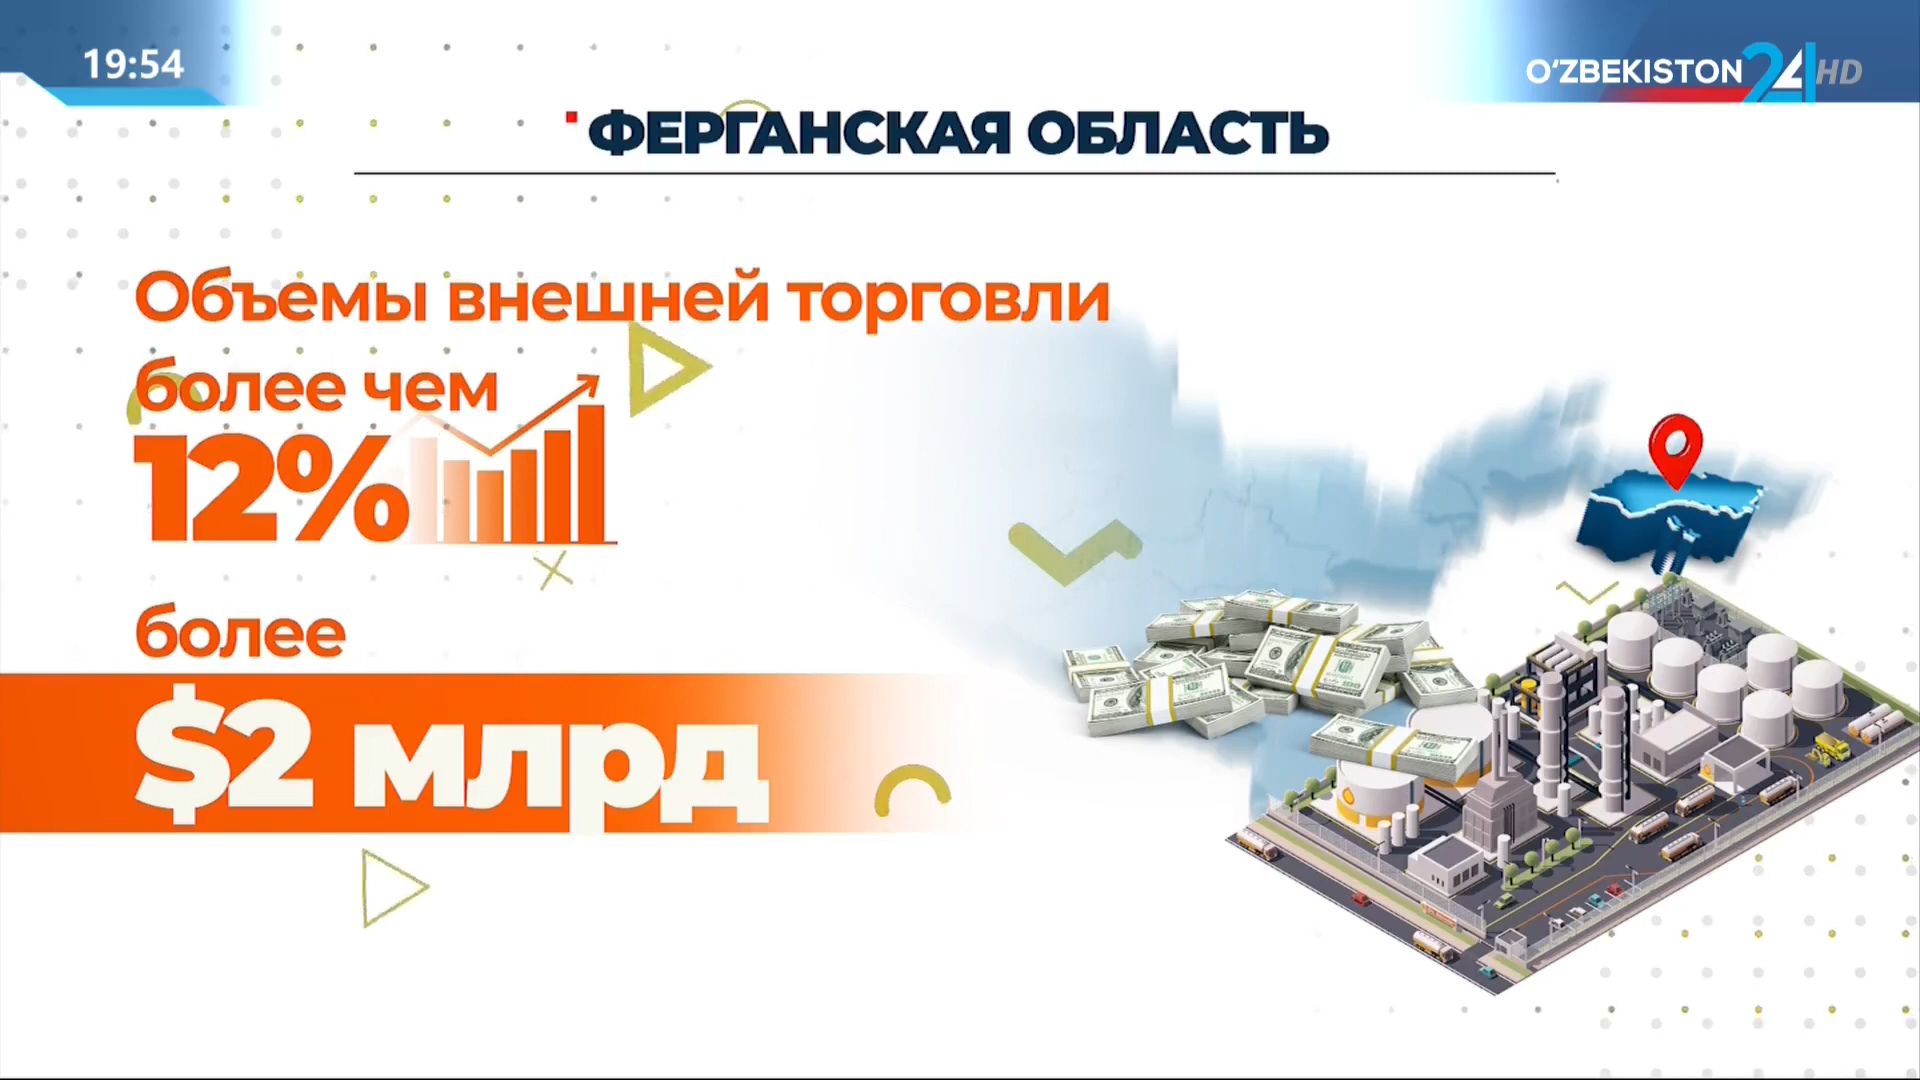 19:54
O'ZBEKISTON 24 HD
ФЕРГАНСКАЯ ОБЛАСТЬ
Объемы внешней торговли
более чем
12%
более
$2 млрд